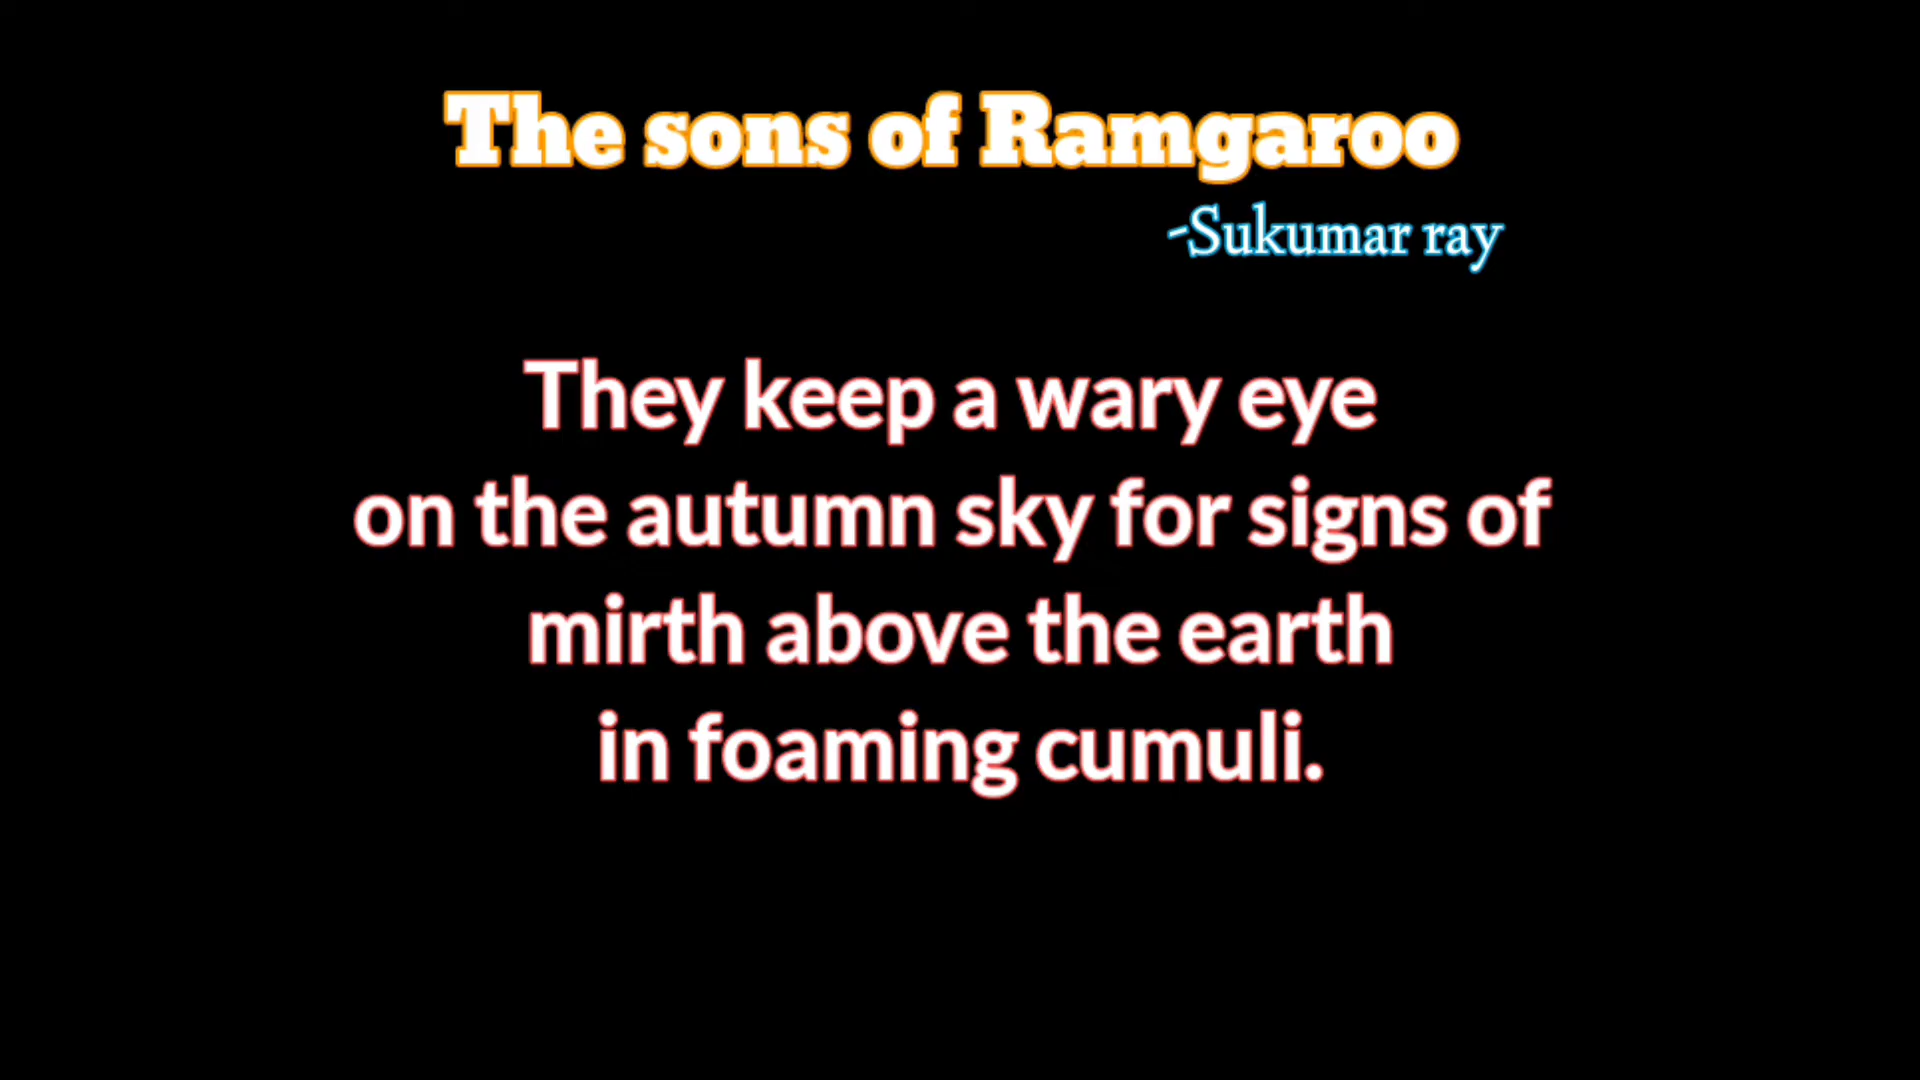 The sons of Ramgaroo
-Sukumar ray
They keep a wary eye
on the autumn sky for signs of
mirth above the earth
in foaming cumuli.